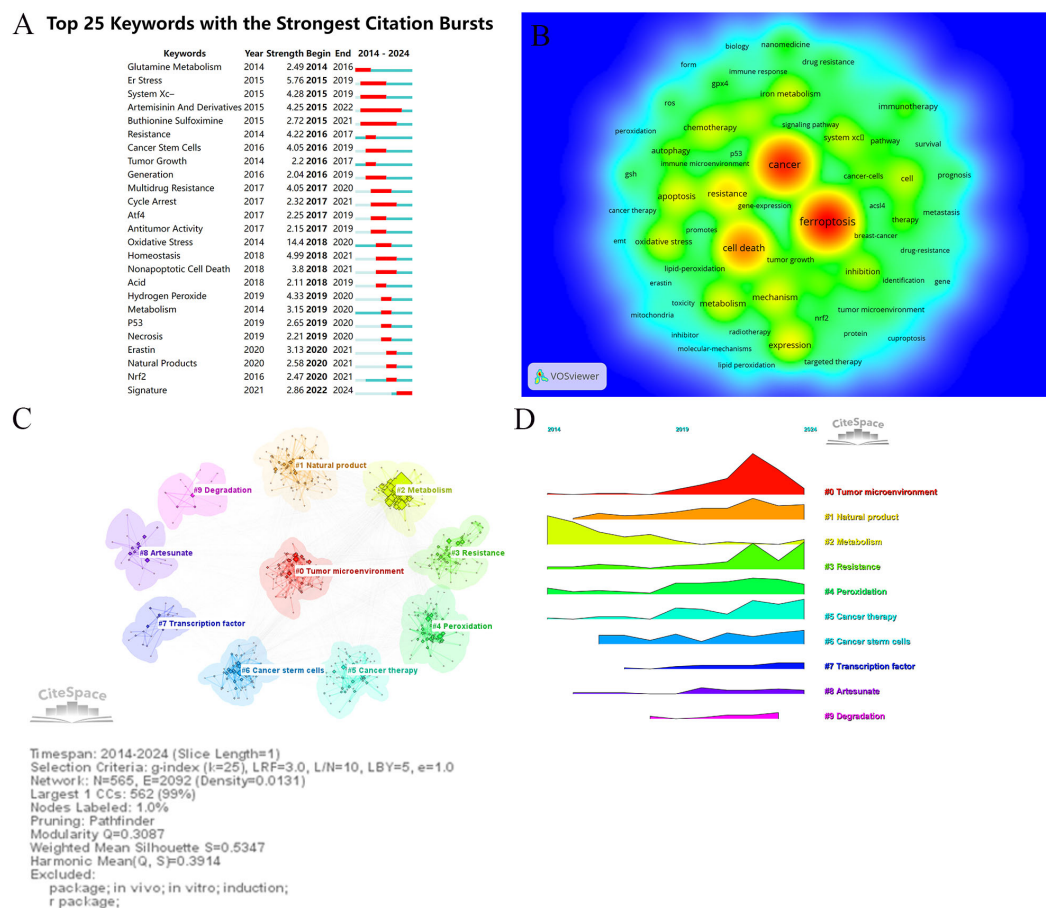 A Top 25 Keywords with the Strongest Citation Bursts
Keywords Year Strength Begin End 2014 - 2024
Glutamine Metabolism 2014 2.49 2014 2016
Er Stress 2015 5.76 2015 2019
System Xc– 2015 4.28 2015 2019
Artemisinin And Derivatives 2015 4.25 2015 2022
Buthionine Sulfoximine 2015 2.72 2015 2021
Resistance 2014 4.22 2016 2017
Cancer Stem Cells 2016 4.05 2016 2019
Tumor Growth 2014 2.2 2016 2017
Generation 2016 2.04 2016 2019
Multidrug Resistance 2017 4.05 2017 2020
Cycle Arrest 2017 2.32 2017 2021
Atf4 2017 2.25 2017 2019
Antitumor Activity 2017 2.15 2017 2019
Oxidative Stress 2014 14.4 2018 2020
Homeostasis 2018 4.99 2018 2021
Nonapoptotic Cell Death 2018 3.8 2018 2021
Acid 2018 2.11 2018 2019
Hydrogen Peroxide 2019 4.33 2019 2020
Metabolism 2014 3.15 2019 2020
P53 2019 2.65 2019 2020
Necrosis 2019 2.21 2019 2020
Erastin 2020 3.13 2020 2021
Natural Products 2020 2.58 2020 2021
Nrf2 2016 2.47 2020 2021
Signature 2021 2.86 2022 2024
B
biology
nanomedicine
form
drug resistance
immune response
gpx4
iron metabolism
ros
immunotherapy
chemotherapy
signaling pathway
peroxidation
system xc
pathway
survival
autophagy
p53
immune microenvironment
cancer
gsh
cancer-cells
cell
prognosis
apoptosis
resistance
gene-expression
acsl4
cancer therapy
metastasis
therapy
ferroptosis
promotes
emt
oxidative stress
cell death
breast-cancer
drug-resistance
tumor growth
lipid-peroxidation
inhibition
identification
gene
erastin
metabolism
mechanism
toxicity
mitochondria
nrf2
tumor microenvironment
inhibitor
radiotherapy
protein
cuproptosis
molecular-mechanisms
expression
lipid peroxidation
targeted therapy
VOSviewer
C
#1 Natural product
#9 Degradation
#2 Metabolism
#8 Artesunate
#3 Resistance
#0 Tumor microenvironment
#7 Transcription factor
#4 Peroxidation
#6 Cancer sterm cells
#5 Cancer therapy
CiteSpace
Timespan: 2014-2024 (Slice Length=1)
Selection Criteria: g-index (k=25), LRF=3.0, L/N=10, LBY=5, e=1.0
Network: N=565, E=2092 (Density=0.0131)
Largest 1 CCs: 562 (99%)
Nodes Labeled: 1.0%
Pruning: Pathfinder
Modularity Q=0.3087
Weighted Mean Silhouette S=0.5347
Harmonic Mean(Q, S)=0.3914
Excluded:
package; in vivo; in vitro; induction;
r package;
D
2014 2019 2024
CiteSpace
#0 Tumor microenvironment
#1 Natural product
#2 Metabolism
#3 Resistance
#4 Peroxidation
#5 Cancer therapy
#6 Cancer sterm cells
#7 Transcription factor
#8 Artesunate
#9 Degradation